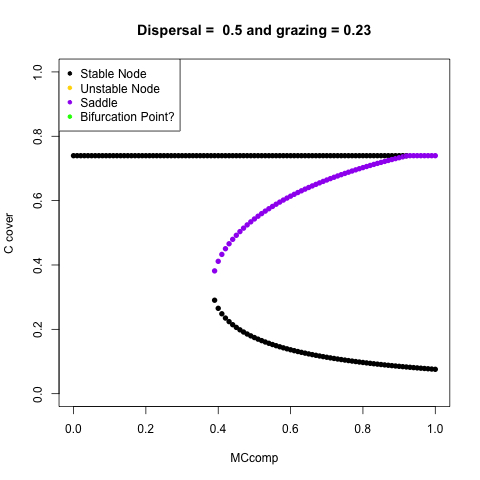 Dispersal =  0.5 and grazing = 0.23
Stable Node
Unstable Node
Saddle
Bifurcation Point?
C cover
1.0
0.8
0.6
0.4
0.2
0.0
0.0 0.2 0.4 0.6 0.8 1.0
MCcomp